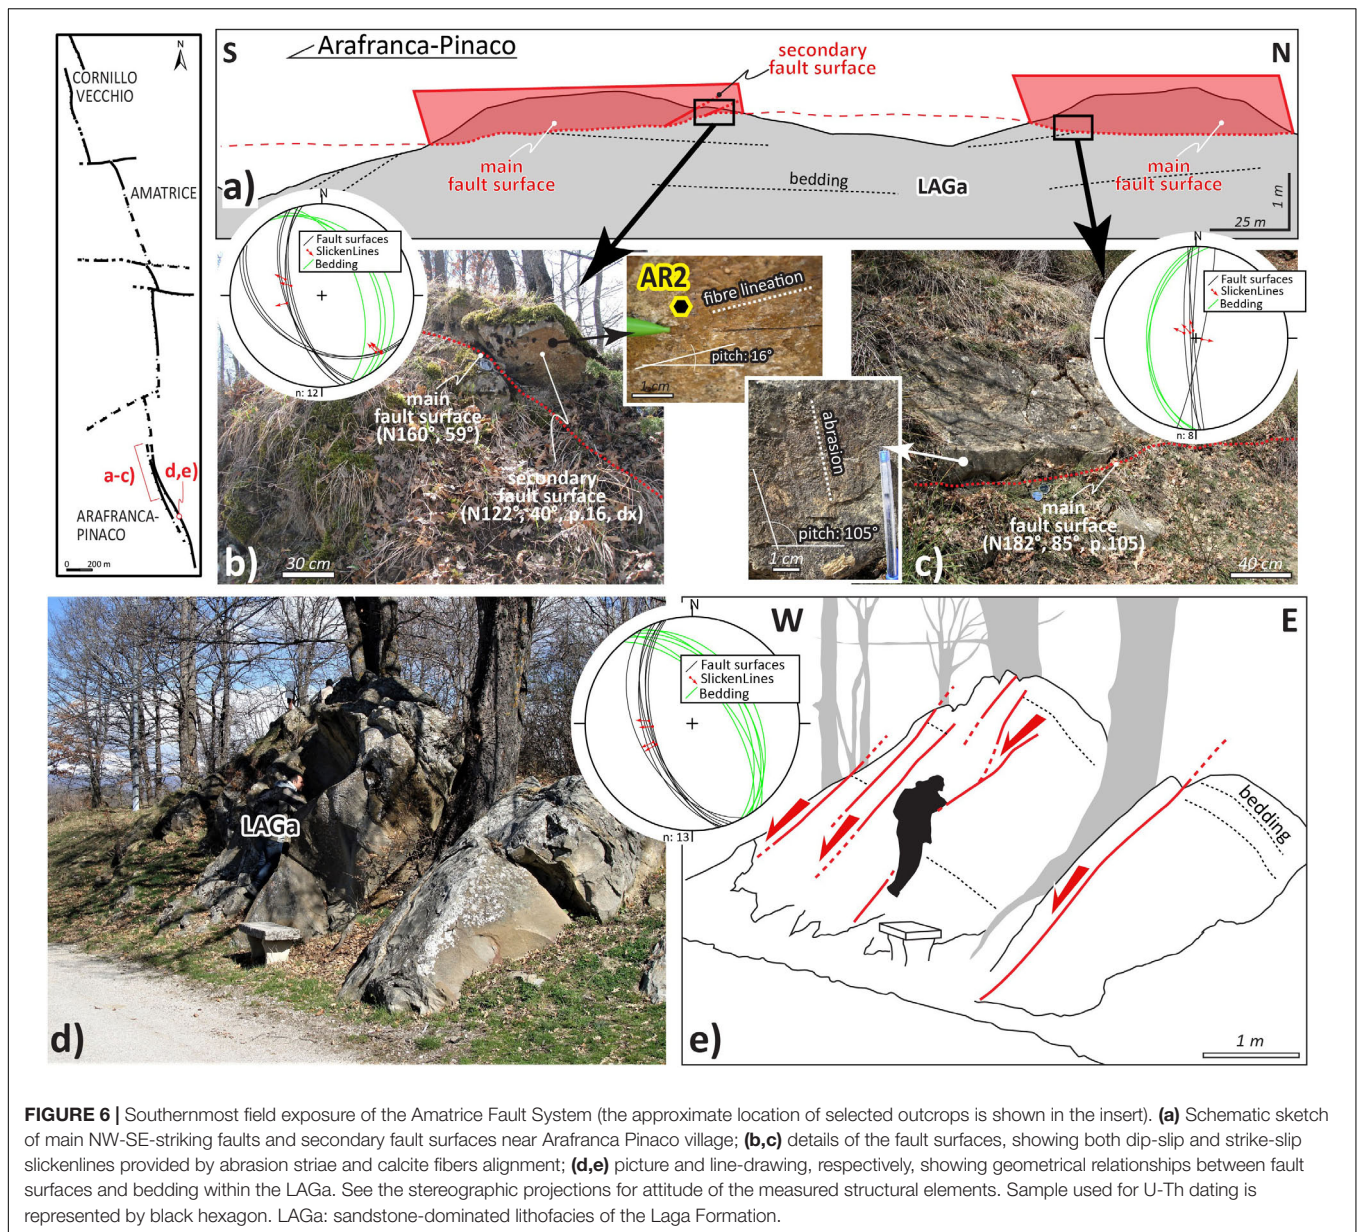 N
CORNILLO
VECCHIO
AMATRICE
a-c)
d,e)
ARAFRANCA-
PINACO
0 200 m
S
Arafranca-Pinaco
N
secondary
fault surface
main
fault surface
main
fault surface
bedding
LAGa
1 m
25 m
a)
N
Fault surfaces
SlickenLines
Bedding
n: 12
main
fault surface
(N160°, 59°)
secondary
fault surface
(N122°, 40°, p.16, dx)
b)
30 cm
AR2
fibre lineation
pitch: 16°
1 cm
abrasion
pitch: 105°
1 cm
N
Fault surfaces
SlickenLines
Bedding
n: 8
main
fault surface
(N182°, 85°, p.105)
c)
40 cm
LAGa
d)
N
Fault surfaces
SlickenLines
Bedding
n: 13
W
E
bedding
e)
1 m
FIGURE 6 | Southernmost field exposure of the Amatrice Fault System (the approximate location of selected outcrops is shown in the insert). (a) Schematic sketch
of main NW-SE-striking faults and secondary fault surfaces near Arafranca Pinaco village; (b,c) details of the fault surfaces, showing both dip-slip and strike-slip
slickenlines provided by abrasion striae and calcite fibers alignment; (d,e) picture and line-drawing, respectively, showing geometrical relationships between fault
surfaces and bedding within the LAGa. See the stereographic projections for attitude of the measured structural elements. Sample used for U-Th dating is
represented by black hexagon. LAGa: sandstone-dominated lithofacies of the Laga Formation.